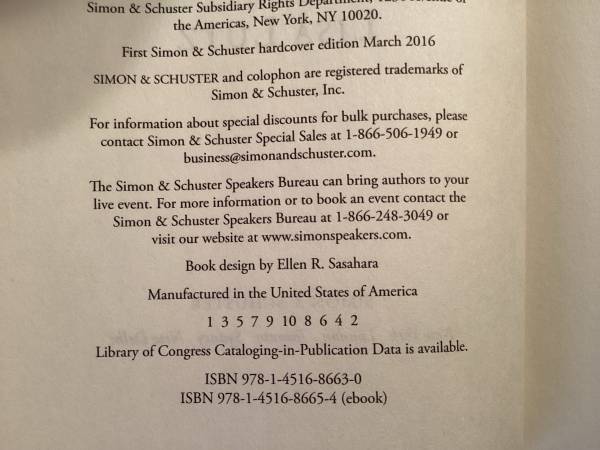 Simon & Schuster Subsidiary Rights Department, of
the Americas, New York, NY 10020.
First Simon & Schuster hardcover edition March 2016
SIMON & SCHUSTER and colophon are registered trademarks of
Simon & Schuster, Inc.
For information about special discounts for bulk purchases, please
contact Simon & Schuster Special Sales at 1-866-506-1949 or
business@simonandschuster.com.
The Simon & Schuster Speakers Bureau can bring authors to your
live event. For more information or to book an event contact the
Simon & Schuster Speakers Bureau at 1-866-248-3049 or
visit our website at www.simonspeakers.com.
Book design by Ellen R. Sasahara
Manufactured in the United States of America
1 3 5 7 9 10 8 6 4 2
Library of Congress Cataloging-in-Publication Data is available.
ISBN 978-1-4516-8663-0
ISBN 978-1-4516-8665-4 (ebook)